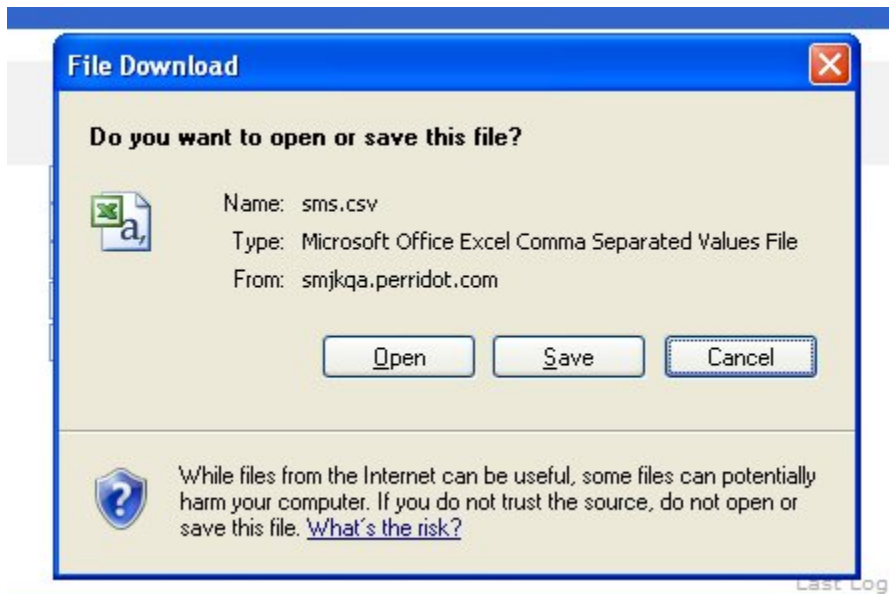 File Download
Do you want to open or save this file?
Name: sms.csv
Type: Microsoft Office Excel Comma Separated Values File
From: smjkqa.perridot.com
Open Save Cancel
While files from the Internet can be useful, some files can potentially
harm your computer. If you do not trust the source, do not open or
save this file. What's the risk?
Last Log